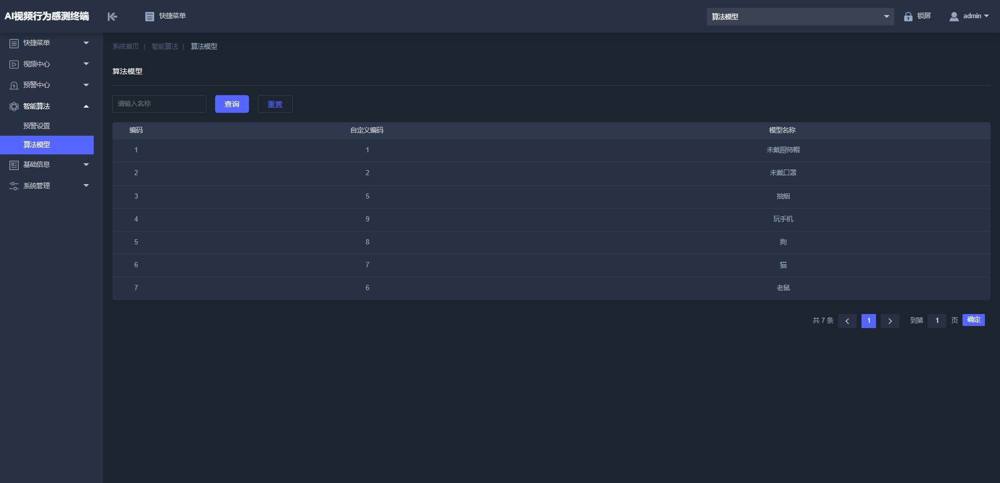 AI视频行为感测终端
快捷菜单
算法模型
锁屏
admin
快捷菜单
视频中心
预警中心
智能算法
预警设置
算法模型
基础信息
系统管理
系统首页 | 智能算法 | 算法模型
算法模型
请输入名称 查询 重置
编码 自定义编码 模型名称
1 1 未戴厨师帽
2 2 未戴口罩
3 5 抽烟
4 9 玩手机
5 8 狗
6 7 猫
7 6 老鼠
共 7 条 < 1 > 到第 1 页 确定